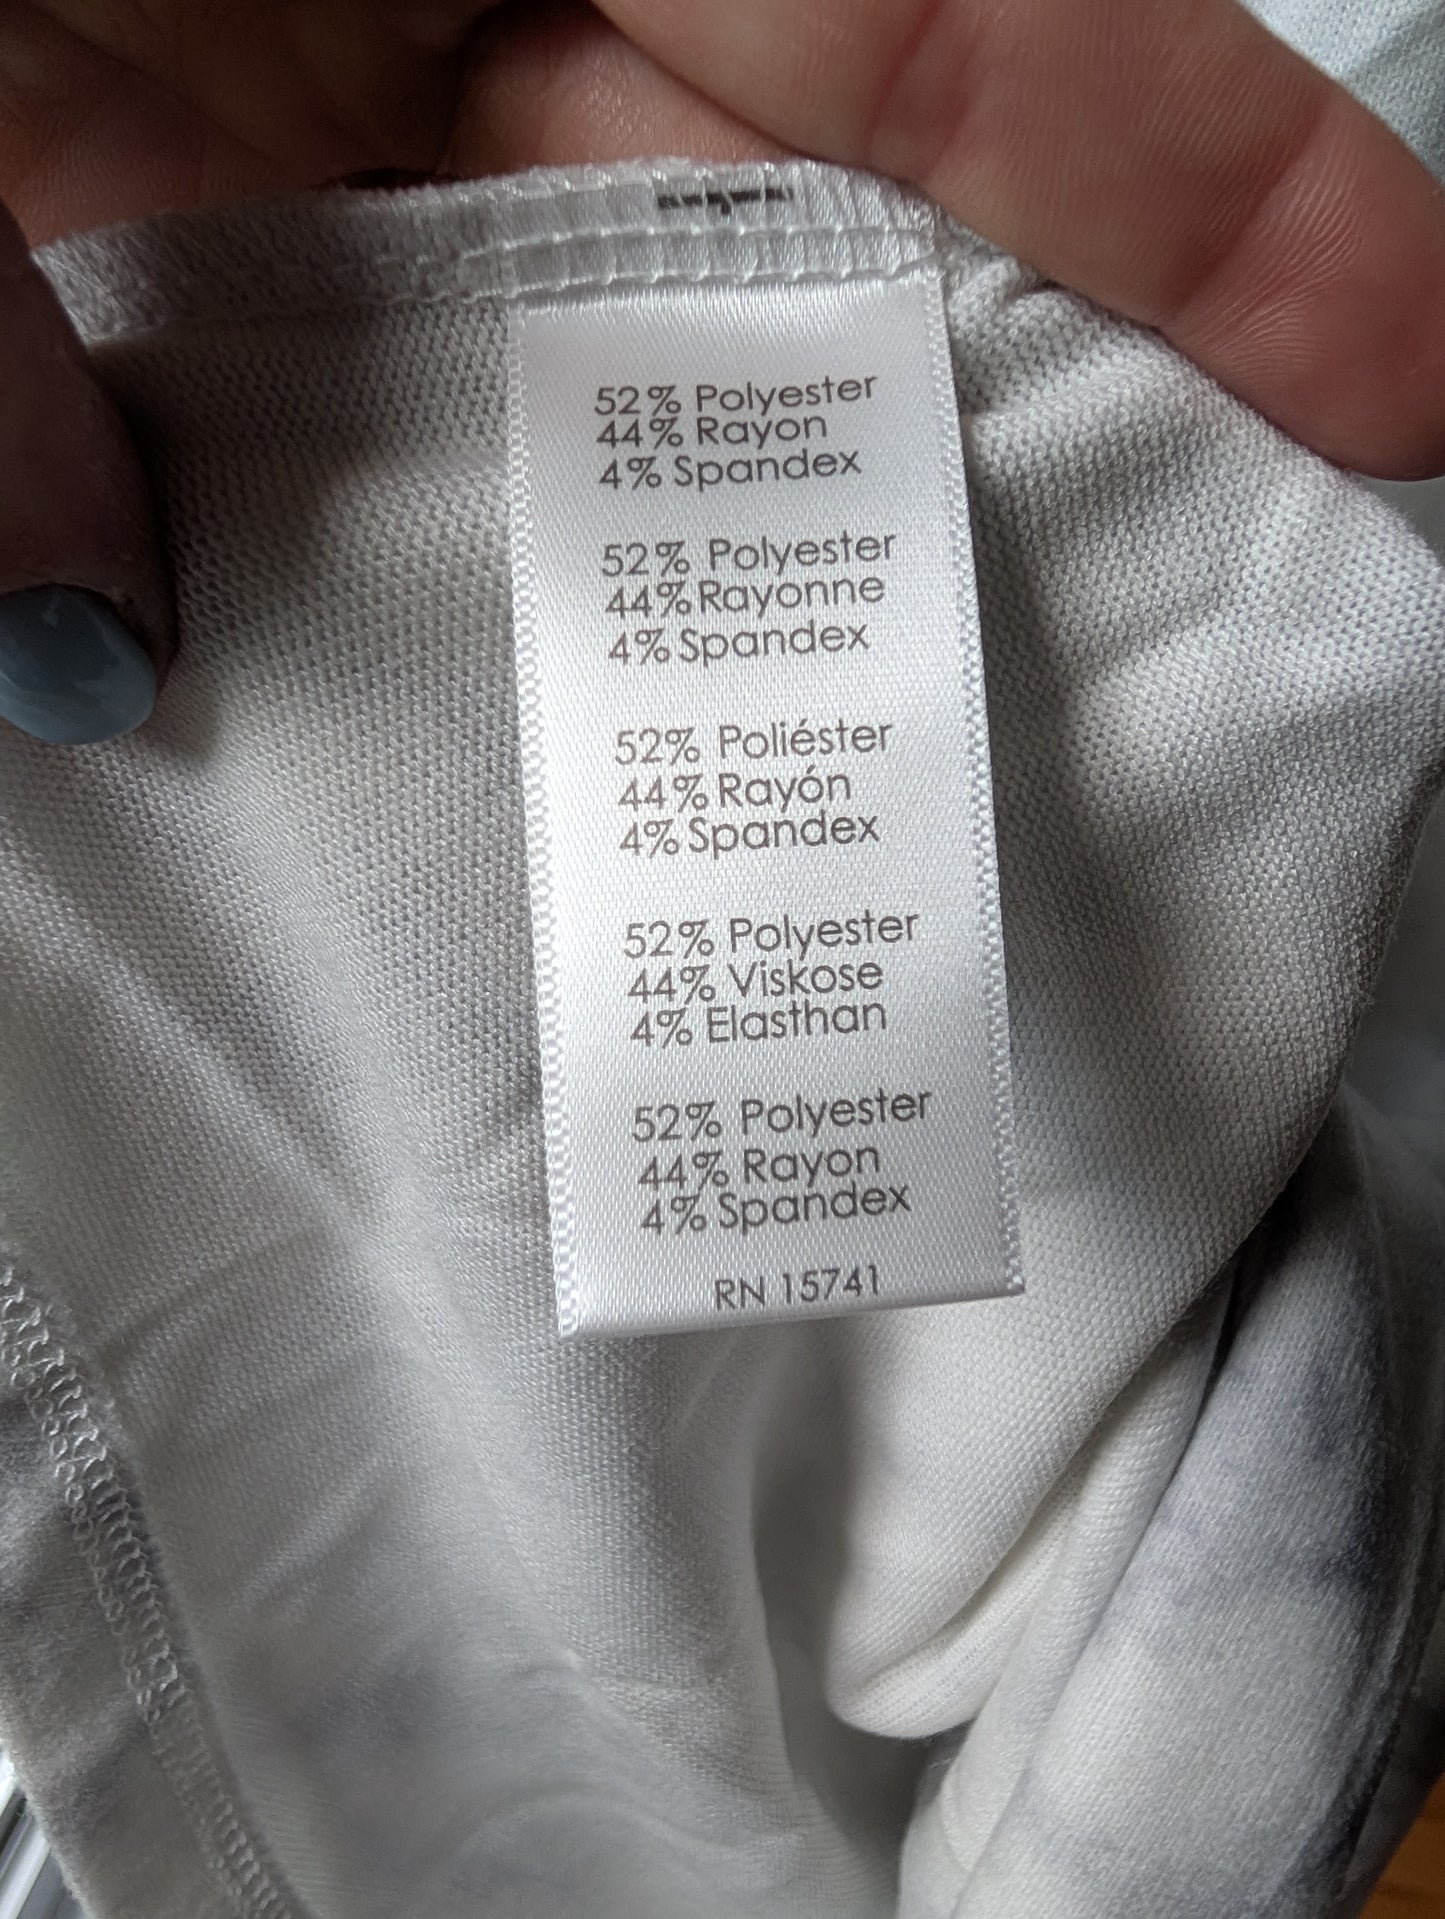 52% Polyester
44% Rayon
4% Spandex
52% Polyester
44% Rayonne
4% Spandex
52% Poliéster
44% Rayón
4% Spandex
52% Polyester
44% Viskose
4% Elasthan
52% Polyester
44% Rayon
4% Spandex
RN 15741